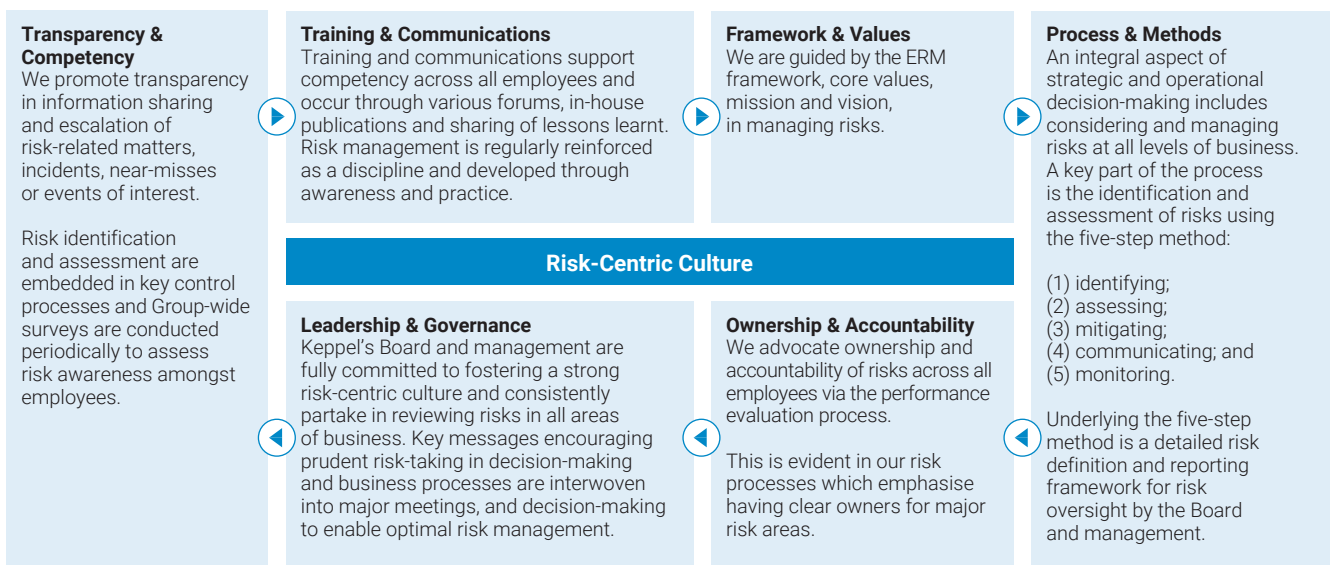 Transparency &
Competency
We promote transparency
in information sharing
and escalation of
risk-related matters,
incidents, near-misses
or events of interest.
Risk identification
and assessment are
embedded in key control
processes and Group-wide
surveys are conducted
periodically to assess
risk awareness amongst
employees.
Training & Communications
Training and communications support
competency across all employees and
occur through various forums, in-house
publications and sharing of lessons learnt.
Risk management is regularly reinforced
as a discipline and developed through
awareness and practice.
Framework & Values
We are guided by the ERM
framework, core values,
mission and vision,
in managing risks.
Process & Methods
An integral aspect of
strategic and operational
decision-making includes
considering and managing
risks at all levels of business.
A key part of the process
is the identification and
assessment of risks using
the five-step method:
(1) identifying;
(2) assessing;
(3) mitigating;
(4) communicating; and
(5) monitoring.
Underlying the five-step
method is a detailed risk
definition and reporting
framework for risk
oversight by the Board
and management.
Risk-Centric Culture
Leadership & Governance
Keppel's Board and management are
fully committed to fostering a strong
risk-centric culture and consistently
partake in reviewing risks in all areas
of business. Key messages encouraging
prudent risk-taking in decision-making
and business processes are interwoven
into major meetings, and decision-making
to enable optimal risk management.
Ownership & Accountability
We advocate ownership and
accountability of risks across all
employees via the performance
evaluation process.
This is evident in our risk
processes which emphasise
having clear owners for major
risk areas.